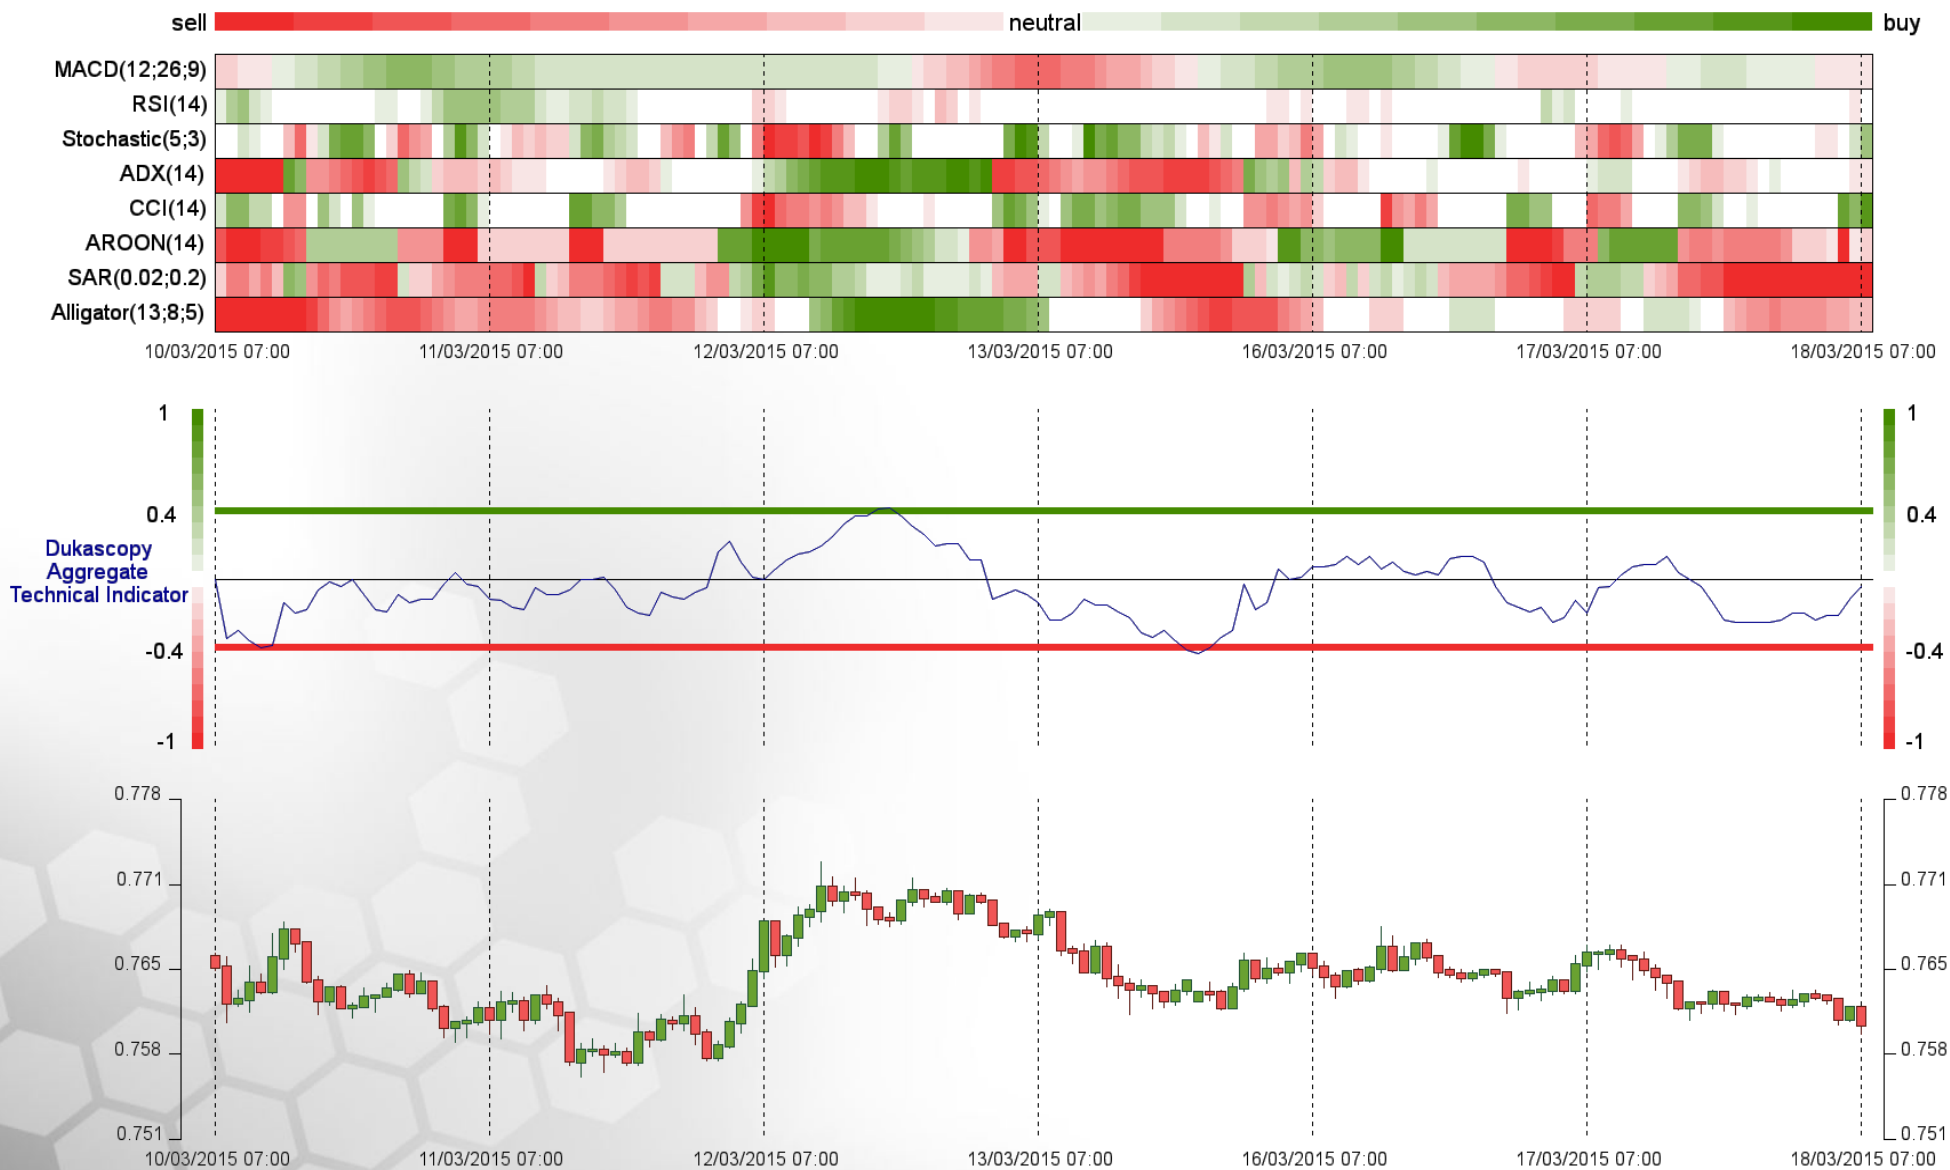 sell neutral buy
MACD(12;26;9)
RSI(14)
Stochastic(5;3)
ADX(14)
CCI(14)
AROON(14)
SAR(0.02;0.2)
Alligator(13;8;5)
10/03/2015 07:00 11/03/2015 07:00 12/03/2015 07:00 13/03/2015 07:00 16/03/2015 07:00 17/03/2015 07:00 18/03/2015 07:00
1 1
0.4 0.4
Dukascopy
Aggregate
Technical Indicator
-0.4 -0.4
-1 -1
0.778 0.778
0.771 0.771
0.765 0.765
0.758 0.758
0.751 0.751
10/03/2015 07:00 11/03/2015 07:00 12/03/2015 07:00 13/03/2015 07:00 16/03/2015 07:00 17/03/2015 07:00 18/03/2015 07:00